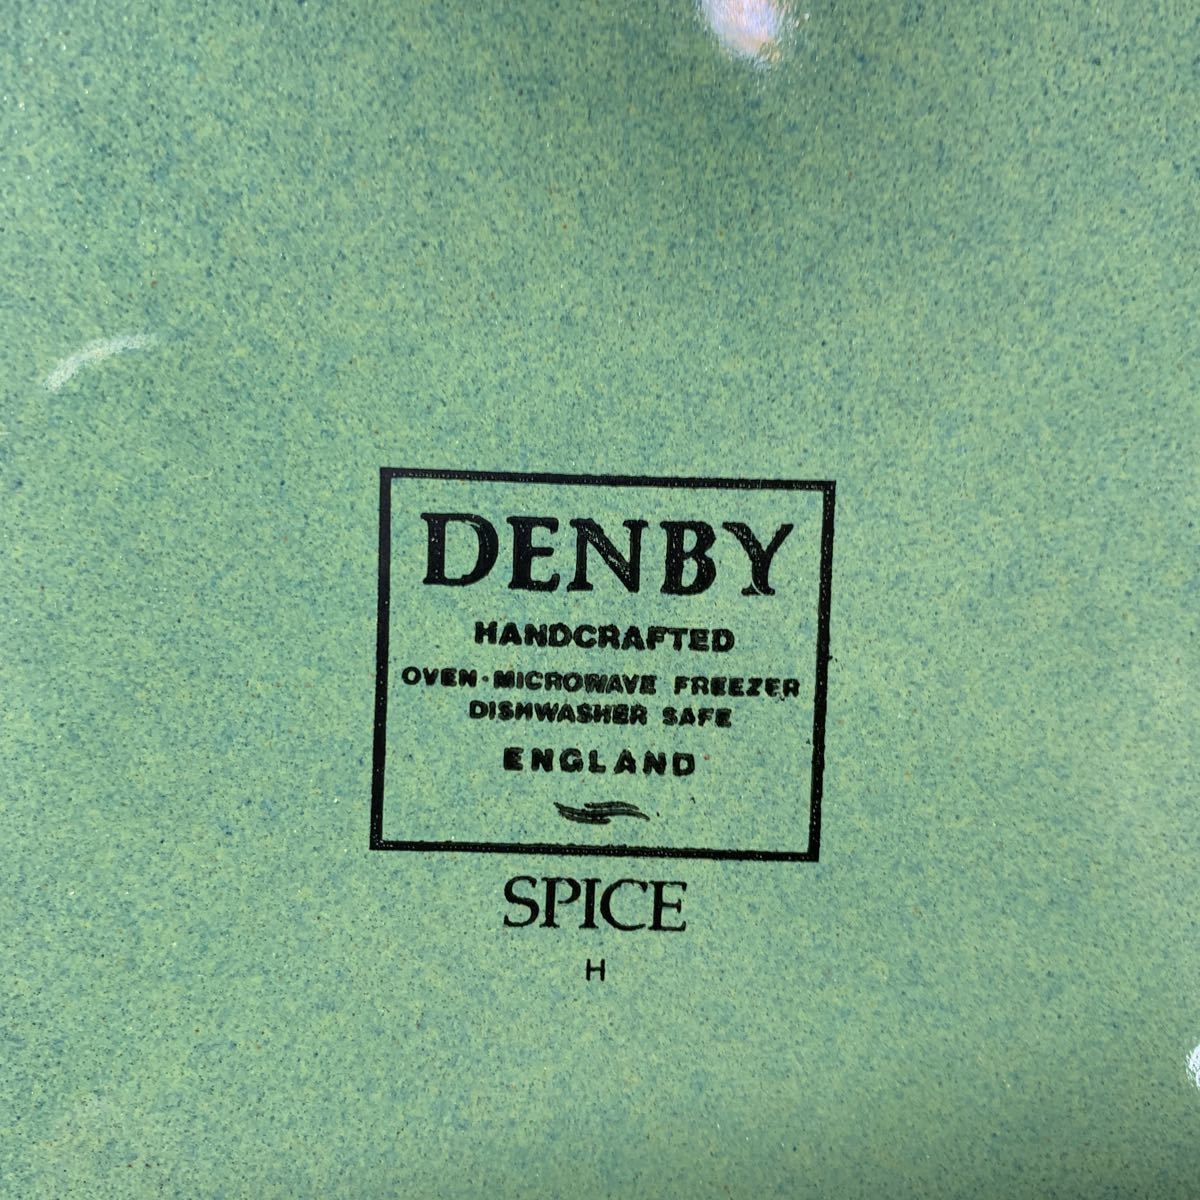 DENBY
HANDCRAFTED
OVEN·MICROWAVE FREEZER
DISHWASHER SAFE
ENGLAND
SPICE
H